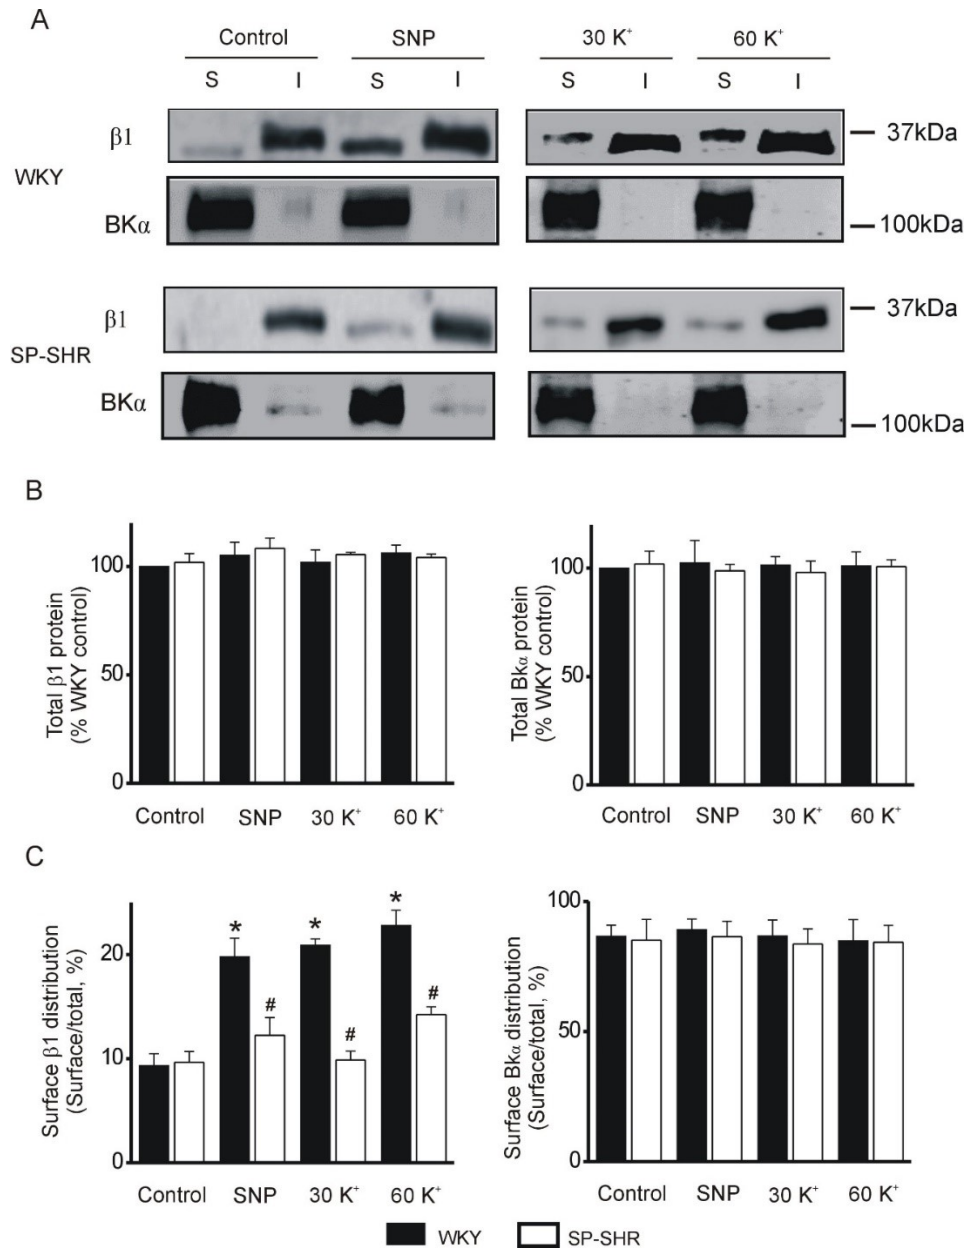 A
Control SNP 30 K⁺ 60 K⁺
S I S I S I S I
WKY
β1 37kDa
BKα 100kDa
SP-SHR
β1 37kDa
BKα 100kDa
B
Total β1 protein
(% WKY control)
100
50
0
Control SNP 30 K⁺ 60 K⁺
Total Bkα protein
(% WKY control)
100
50
0
Control SNP 30 K⁺ 60 K⁺
C
Surface β1 distribution
(Surface/total, %)
20
10
0
* * *
# # #
Control SNP 30 K⁺ 60 K⁺
Surface Bkα distribution
(Surface/total, %)
100
50
0
Control SNP 30 K⁺ 60 K⁺
WKY SP-SHR